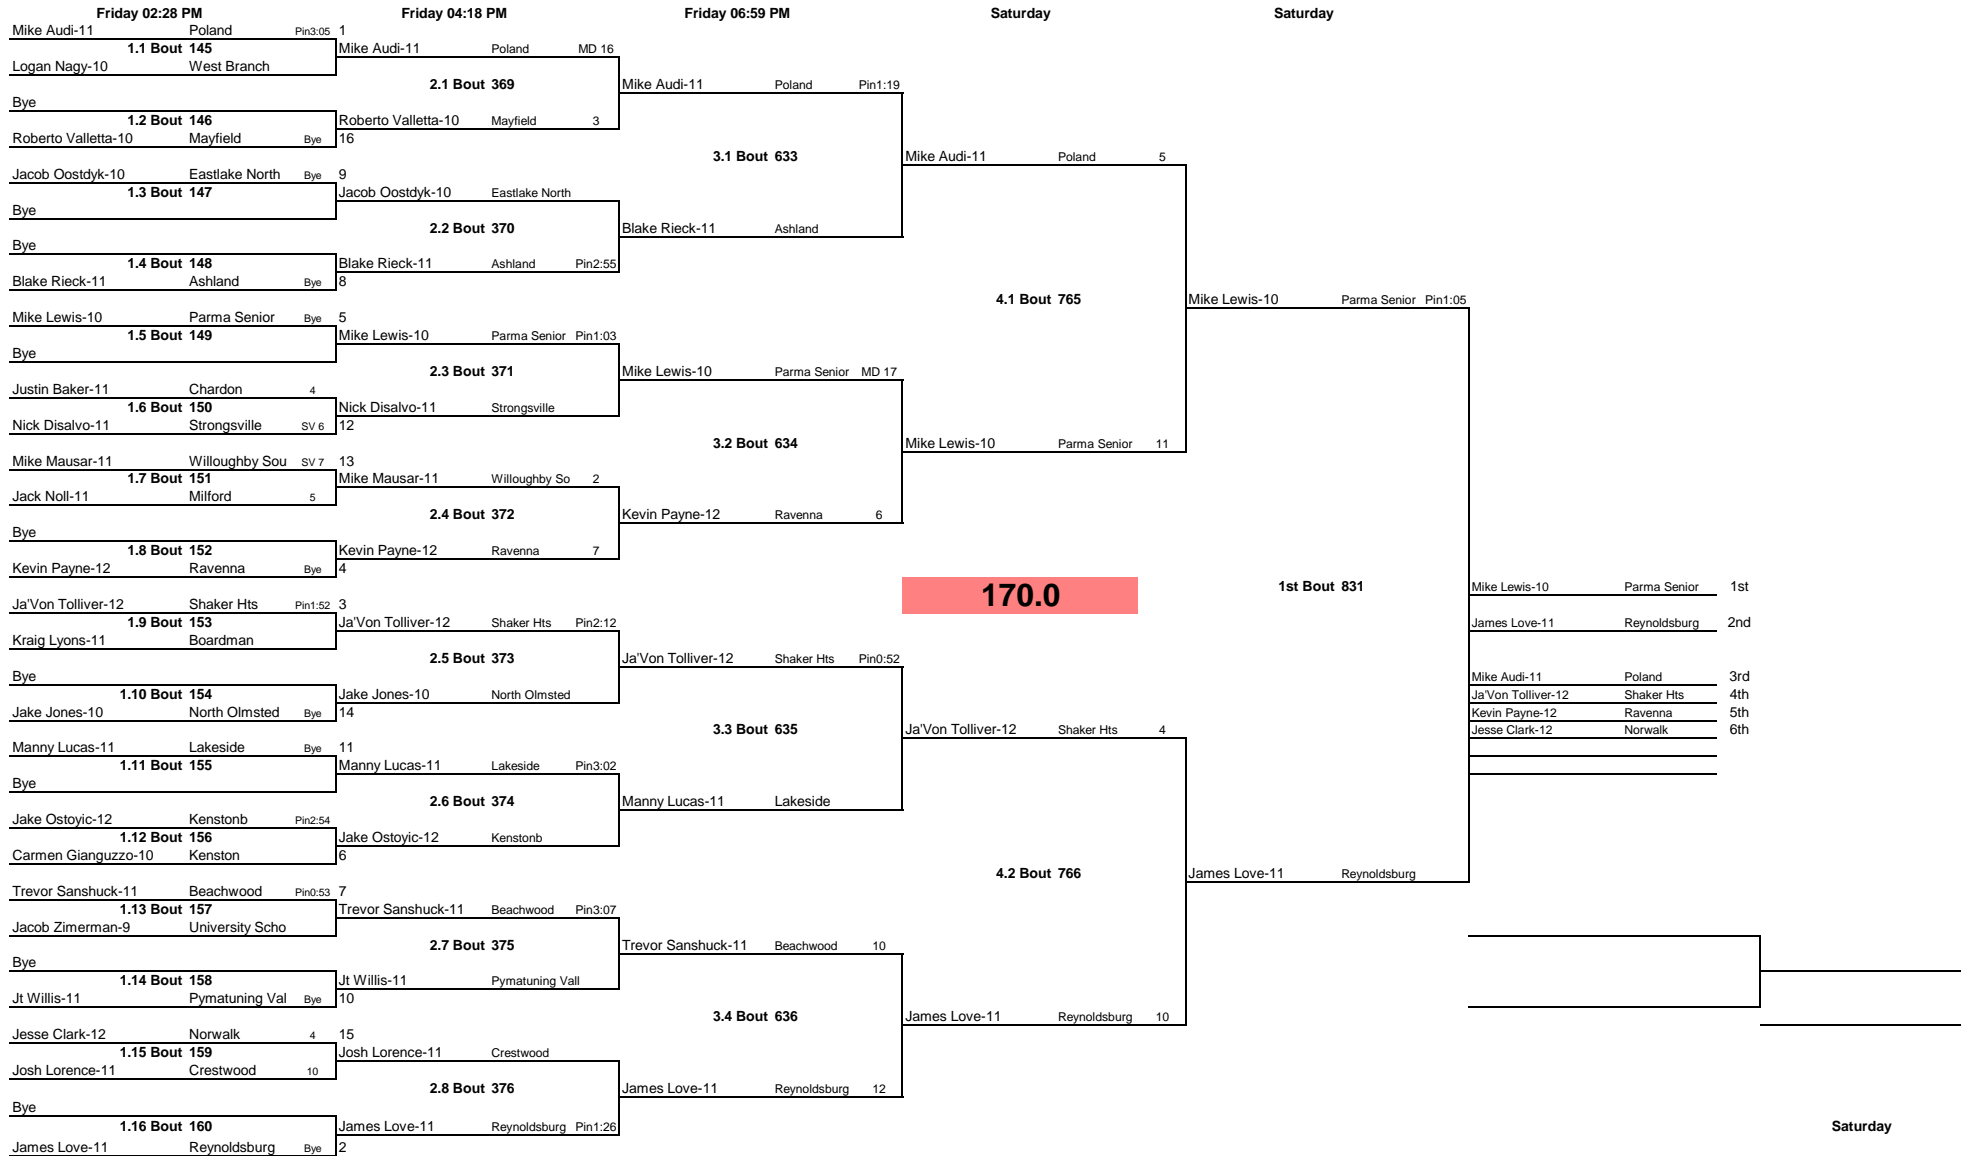 Friday 02:28 PM Friday 04:18 PM Friday 06:59 PM Saturday Saturday
Mike Audi-11 Poland Pin3:05 1
1.1 Bout 145
Logan Nagy-10 West Branch
Bye
1.2 Bout 146
Roberto Valletta-10 Mayfield Bye 16
Jacob Oostdyk-10 Eastlake North Bye 9
1.3 Bout 147
Bye
Bye
1.4 Bout 148
Blake Rieck-11 Ashland Bye 8
Mike Lewis-10 Parma Senior Bye 5
1.5 Bout 149
Bye
Justin Baker-11 Chardon 4
1.6 Bout 150
Nick Disalvo-11 Strongsville SV 6 12
Mike Mausar-11 Willoughby Sou SV 7 13
1.7 Bout 151
Jack Noll-11 Milford 5
Bye
1.8 Bout 152
Kevin Payne-12 Ravenna Bye 4
Ja'Von Tolliver-12 Shaker Hts Pin1:52 3
1.9 Bout 153
Kraig Lyons-11 Boardman
Bye
1.10 Bout 154
Jake Jones-10 North Olmsted Bye 14
Manny Lucas-11 Lakeside Bye 11
1.11 Bout 155
Bye
Jake Ostoyic-12 Kenstonb Pin2:54
1.12 Bout 156
Carmen Gianguzzo-10 Kenston 6
Trevor Sanshuck-11 Beachwood Pin0:53 7
1.13 Bout 157
Jacob Zimerman-9 University Scho
Bye
1.14 Bout 158
Jt Willis-11 Pymatuning Val Bye 10
Jesse Clark-12 Norwalk 4 15
1.15 Bout 159
Josh Lorence-11 Crestwood 10
Bye
1.16 Bout 160
James Love-11 Reynoldsburg Bye 2
Mike Audi-11 Poland MD 16
2.1 Bout 369
Roberto Valletta-10 Mayfield 3
Jacob Oostdyk-10 Eastlake North
2.2 Bout 370
Blake Rieck-11 Ashland Pin2:55
Mike Lewis-10 Parma Senior Pin1:03
2.3 Bout 371
Nick Disalvo-11 Strongsville
Mike Mausar-11 Willoughby So 2
2.4 Bout 372
Kevin Payne-12 Ravenna 7
Ja'Von Tolliver-12 Shaker Hts Pin2:12
2.5 Bout 373
Jake Jones-10 North Olmsted
Manny Lucas-11 Lakeside Pin3:02
2.6 Bout 374
Jake Ostoyic-12 Kenstonb
Trevor Sanshuck-11 Beachwood Pin3:07
2.7 Bout 375
Jt Willis-11 Pymatuning Vall
Josh Lorence-11 Crestwood
2.8 Bout 376
James Love-11 Reynoldsburg Pin1:26
Mike Audi-11 Poland Pin1:19
3.1 Bout 633
Blake Rieck-11 Ashland
Mike Lewis-10 Parma Senior MD 17
3.2 Bout 634
Kevin Payne-12 Ravenna 6
Ja'Von Tolliver-12 Shaker Hts Pin0:52
3.3 Bout 635
Manny Lucas-11 Lakeside
Trevor Sanshuck-11 Beachwood 10
3.4 Bout 636
James Love-11 Reynoldsburg 12
Mike Audi-11 Poland 5
4.1 Bout 765
Mike Lewis-10 Parma Senior 11
170.0
Ja'Von Tolliver-12 Shaker Hts 4
4.2 Bout 766
James Love-11 Reynoldsburg 10
Mike Lewis-10 Parma Senior Pin1:05
1st Bout 831
James Love-11 Reynoldsburg
Mike Lewis-10 Parma Senior 1st
James Love-11 Reynoldsburg 2nd
Mike Audi-11 Poland 3rd
Ja'Von Tolliver-12 Shaker Hts 4th
Kevin Payne-12 Ravenna 5th
Jesse Clark-12 Norwalk 6th
Saturday